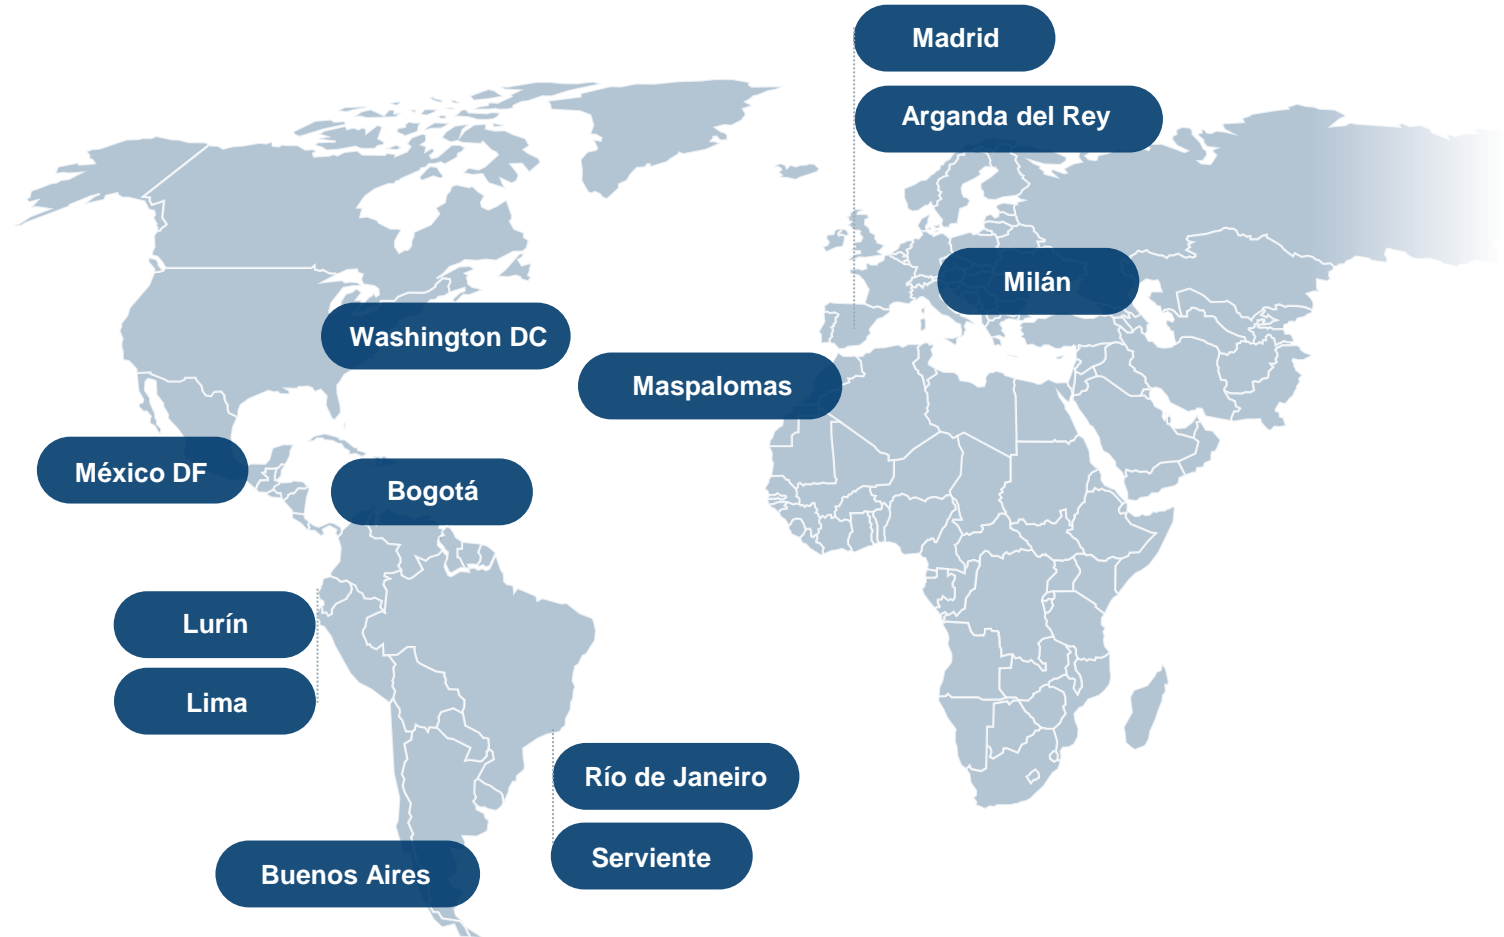 Madrid
Arganda del Rey
Milán
Washington DC
Maspalomas
México DF
Bogotá
Lurín
Lima
Río de Janeiro
Serviente
Buenos Aires